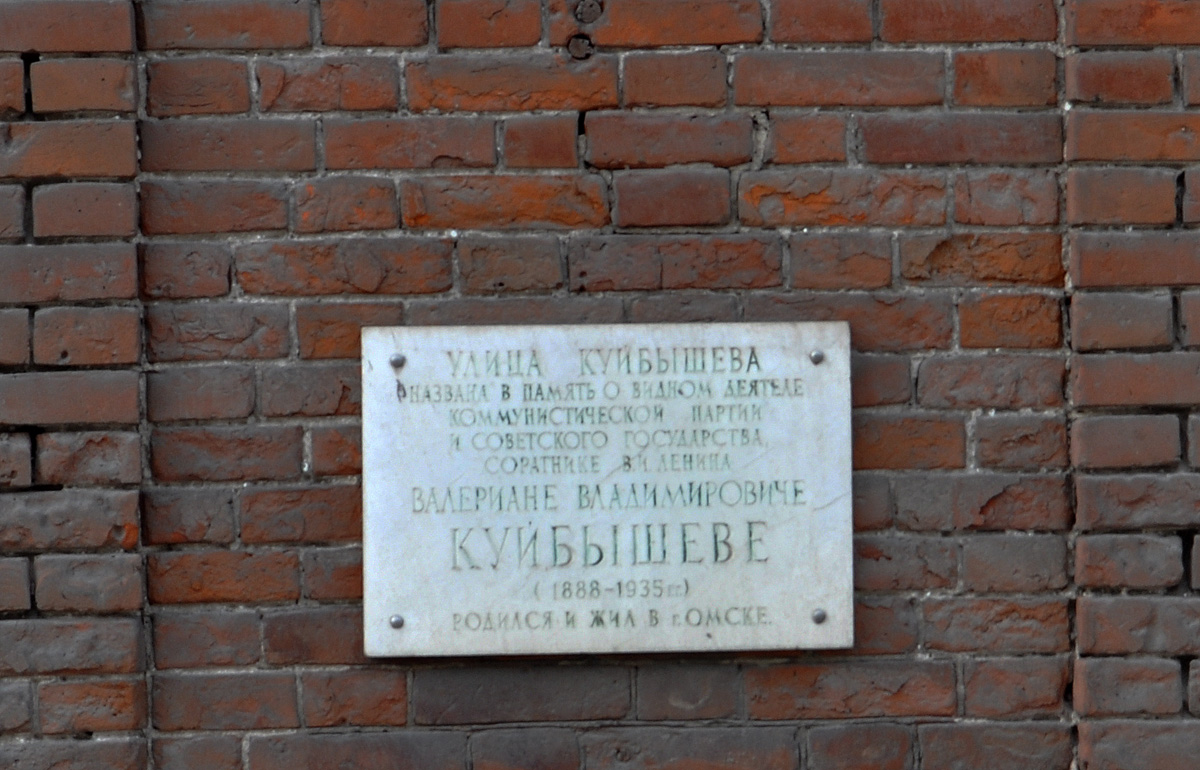 УЛИЦА КУЙБЫШЕВА
НАЗВАНА В ПАМЯТЬ О ВИДНОМ ДЕЯТЕЛЕ
КОММУНИСТИЧЕСКОЙ ПАРТИИ
И СОВЕТСКОГО ГОСУДАРСТВА,
СОРАТНИКЕ В.И. ЛЕНИНА
ВАЛЕРИАНЕ ВЛАДИМИРОВИЧЕ
КУЙБЫШЕВЕ
(1888-1935 гг.)
РОДИЛСЯ И ЖИЛ В г. ОМСКЕ.